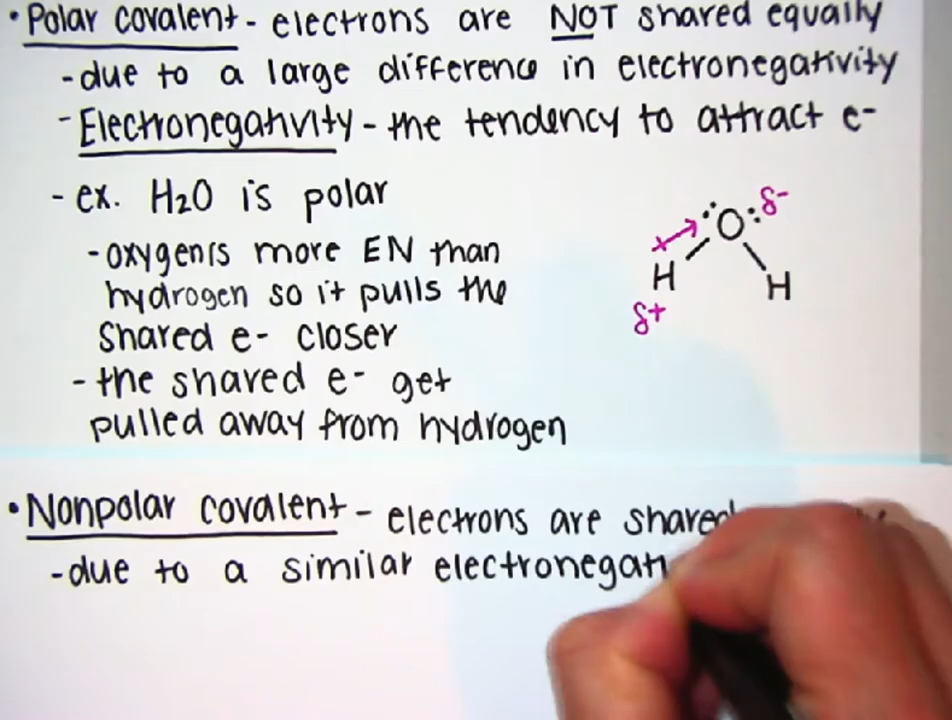 • Polar covalent - electrons are NOT shared equally
- due to a large difference in electronegativity
- Electronegativity - the tendency to attract e-
- ex. H₂O is polar
- oxygen is more EN than
hydrogen so it pulls the
shared e- closer
- the shared e- get
pulled away from hydrogen
O: δ-
H
H
δ+
• Nonpolar covalent - electrons are shared
- due to a similar electronegati